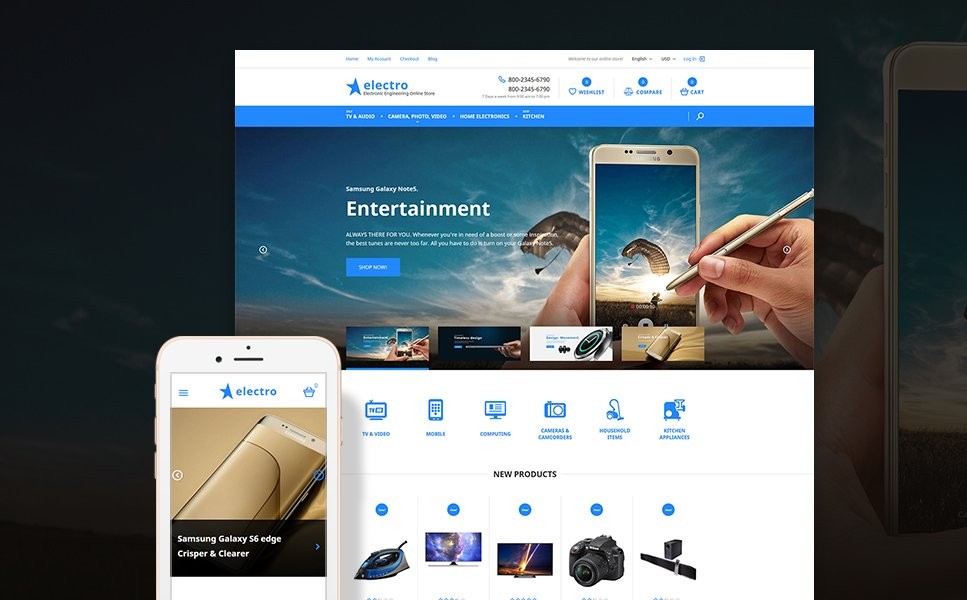 Home My Account Checkout Blog
Welcome to our online store! English USD Log In
electro
Electronic Engineering Online Store
800-2345-6790
800-2345-6790
7 Days a week from 9:00 am to 7:00 pm
0 WISHLIST
0 COMPARE
0 CART
SALE
TV & AUDIO • CAMERA, PHOTO, VIDEO • HOME ELECTRONICS •
NEW
KITCHEN
Samsung Galaxy Note5.
Entertainment
ALWAYS THERE FOR YOU. Whenever you're in need of a boost or some inspiration,
the best tunes are never too far. All you have to do is turn on your Galaxy Note5.
SHOP NOW!
SAMSUNG
00:00:10
Entertainment
Timeless design
TV & VIDEO
MOBILE
COMPUTING
CAMERAS &
CAMCORDERS
HOUSEHOLD
ITEMS
KITCHEN
APPLIANCES
NEW PRODUCTS
New!
New!
New!
New!
New!
electro
0
Samsung Galaxy S6 edge
Crisper & Clearer